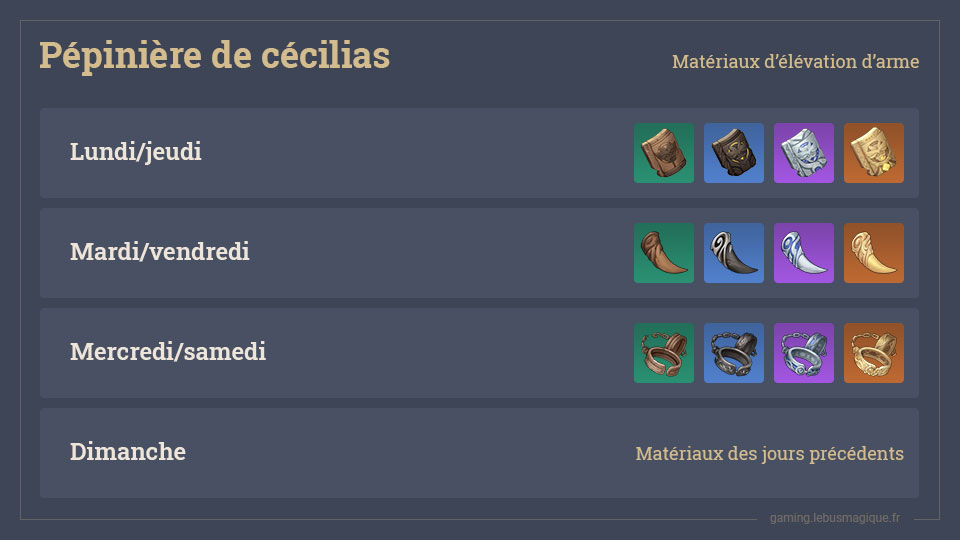 Pépinière de cécilias
Matériaux d’élévation d’arme
Lundi/jeudi
Mardi/vendredi
Mercredi/samedi
Dimanche
Matériaux des jours précédents
gaming.lebusmagique.fr